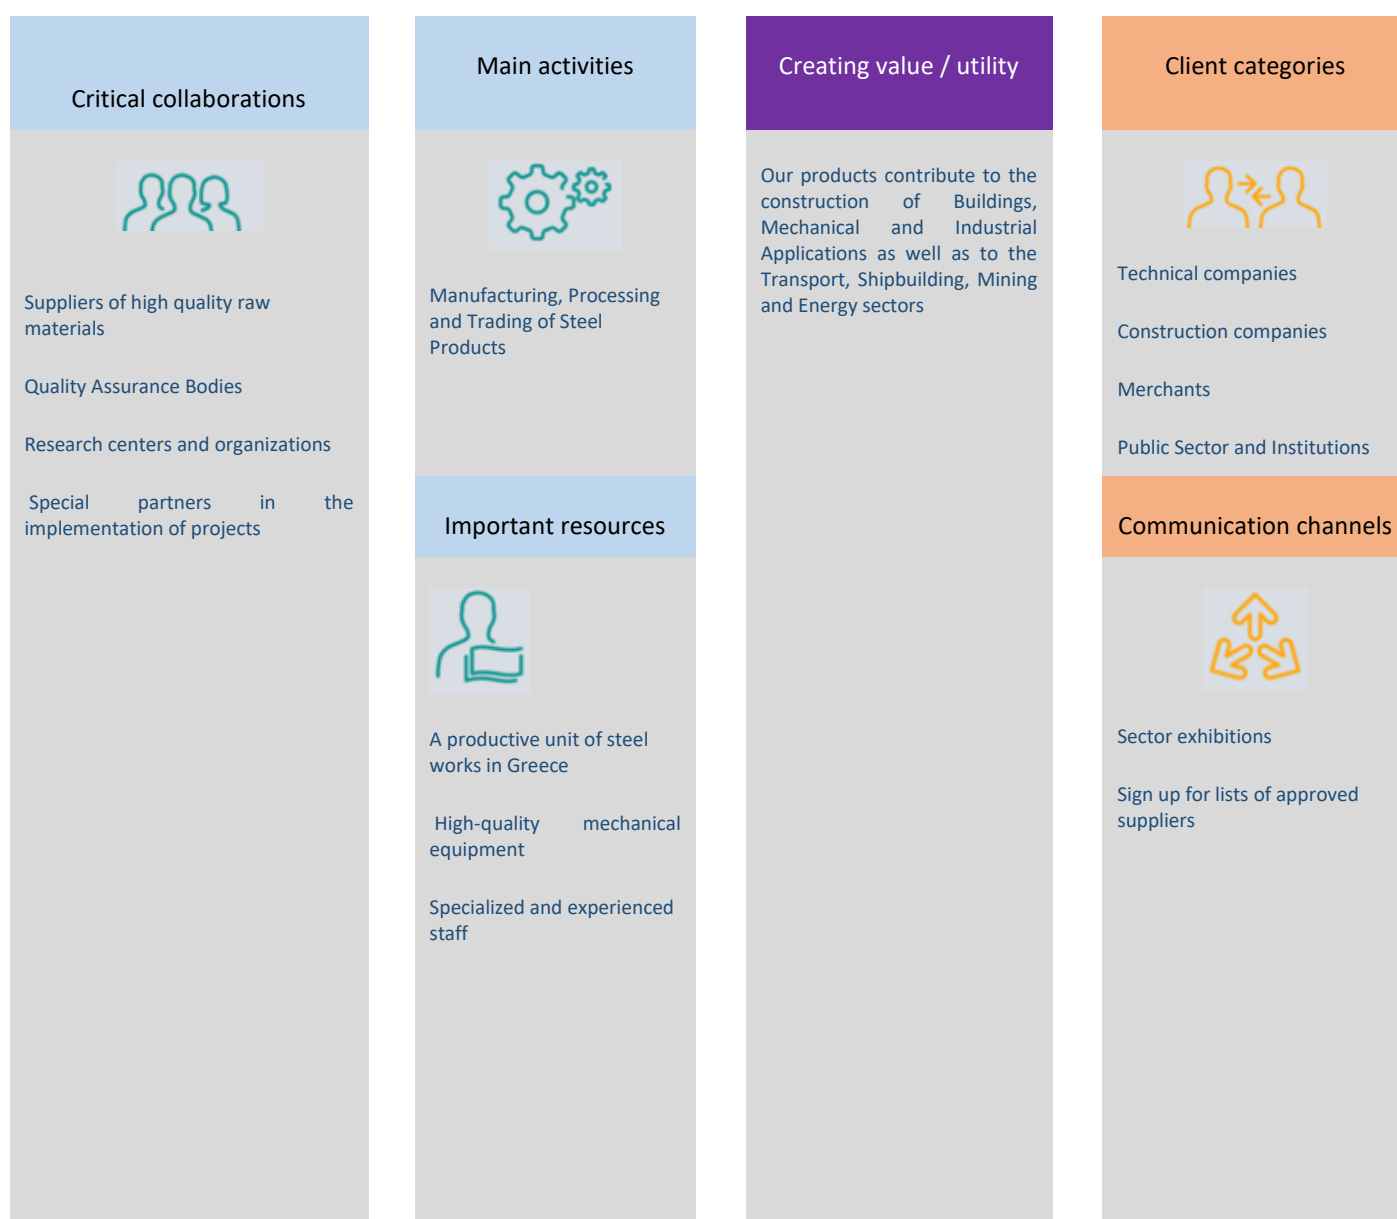 Critical collaborations
Suppliers of high quality raw
materials
Quality Assurance Bodies
Research centers and organizations
Special partners in the
implementation of projects
Main activities
Manufacturing, Processing
and Trading of Steel
Products
Important resources
A productive unit of steel
works in Greece
High-quality mechanical
equipment
Specialized and experienced
staff
Creating value / utility
Our products contribute to the
construction of Buildings,
Mechanical and Industrial
Applications as well as to the
Transport, Shipbuilding, Mining
and Energy sectors
Client categories
Technical companies
Construction companies
Merchants
Public Sector and Institutions
Communication channels
Sector exhibitions
Sign up for lists of approved
suppliers